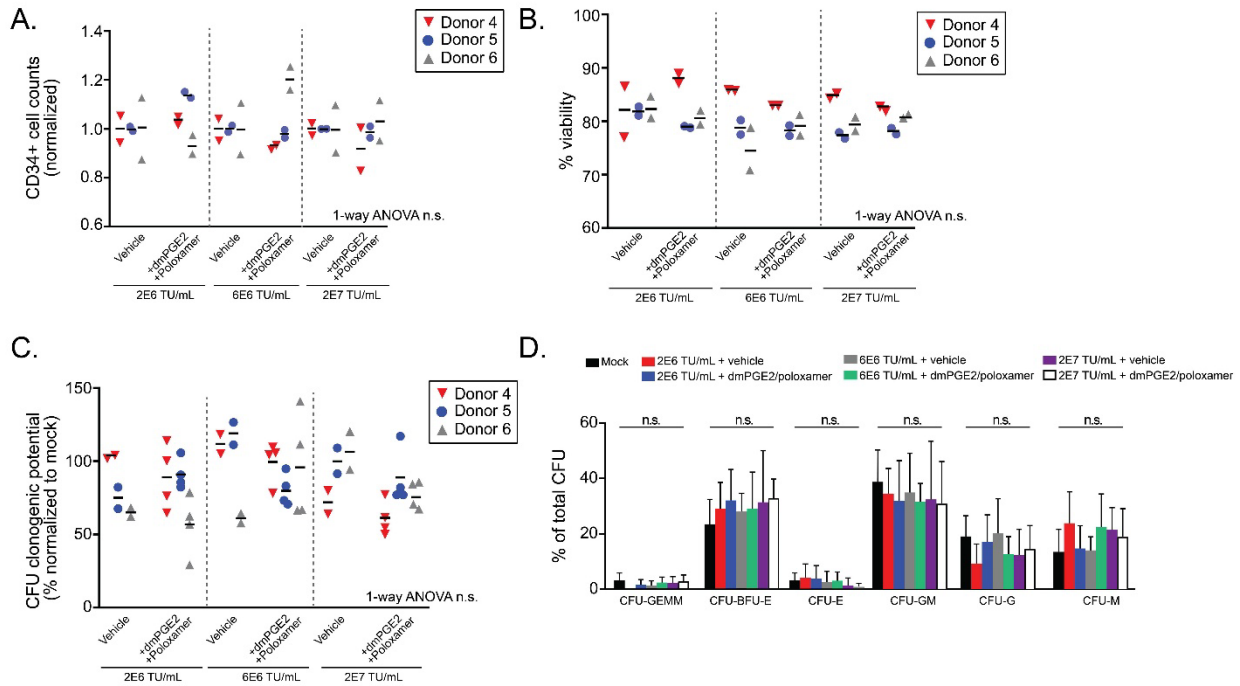 A.
CD34+ cell counts
(normalized)
1.4
1.2
1.0
0.8
0.6
Donor 4
Donor 5
Donor 6
1-way ANOVA n.s.
Vehicle
+dmPGE2
+Poloxamer
Vehicle
+dmPGE2
+Poloxamer
Vehicle
+dmPGE2
+Poloxamer
2E6 TU/mL
6E6 TU/mL
2E7 TU/mL
B.
% viability
100
90
80
70
60
Donor 4
Donor 5
Donor 6
1-way ANOVA n.s.
Vehicle
+dmPGE2
+Poloxamer
Vehicle
+dmPGE2
+Poloxamer
Vehicle
+dmPGE2
+Poloxamer
2E6 TU/mL
6E6 TU/mL
2E7 TU/mL
C.
CFU clonogenic potential
(% normalized to mock)
150
100
50
0
Donor 4
Donor 5
Donor 6
1-way ANOVA n.s.
Vehicle
+dmPGE2
+Poloxamer
Vehicle
+dmPGE2
+Poloxamer
Vehicle
+dmPGE2
+Poloxamer
2E6 TU/mL
6E6 TU/mL
2E7 TU/mL
D.
Mock
2E6 TU/mL + vehicle
6E6 TU/mL + vehicle
2E7 TU/mL + vehicle
2E6 TU/mL + dmPGE2/poloxamer
6E6 TU/mL + dmPGE2/poloxamer
2E7 TU/mL + dmPGE2/poloxamer
% of total CFU
60
40
20
0
n.s.
n.s.
n.s.
n.s.
n.s.
n.s.
CFU-GEMM
CFU-BFU-E
CFU-E
CFU-GM
CFU-G
CFU-M